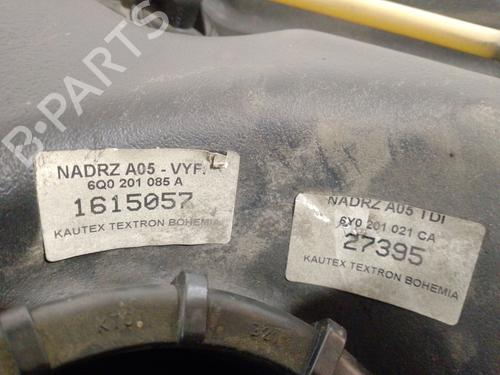 B-PARTS
NADRZ A05 - VYF.
6Q0 201 085 A
1615057
KAUTEX TEXTRON BOHEMIA
NADRZ A05 TDI
6Y0 201 021 CA
27395
KAUTEX TEXTRON BOHEMIA